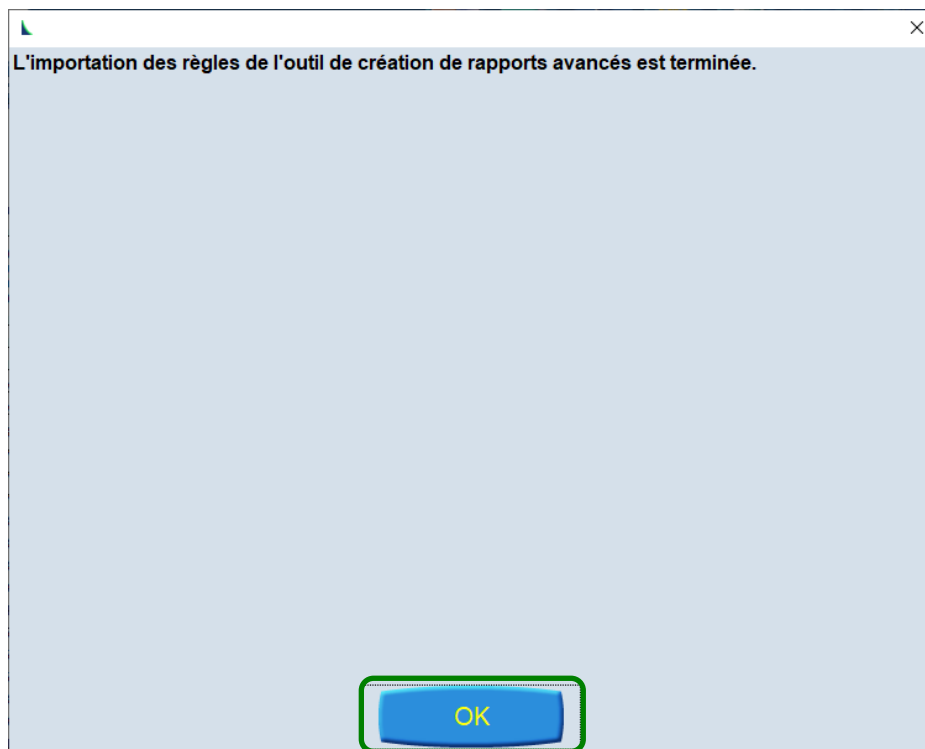 L'importation des règles de l'outil de création de rapports avancés est terminée.
OK